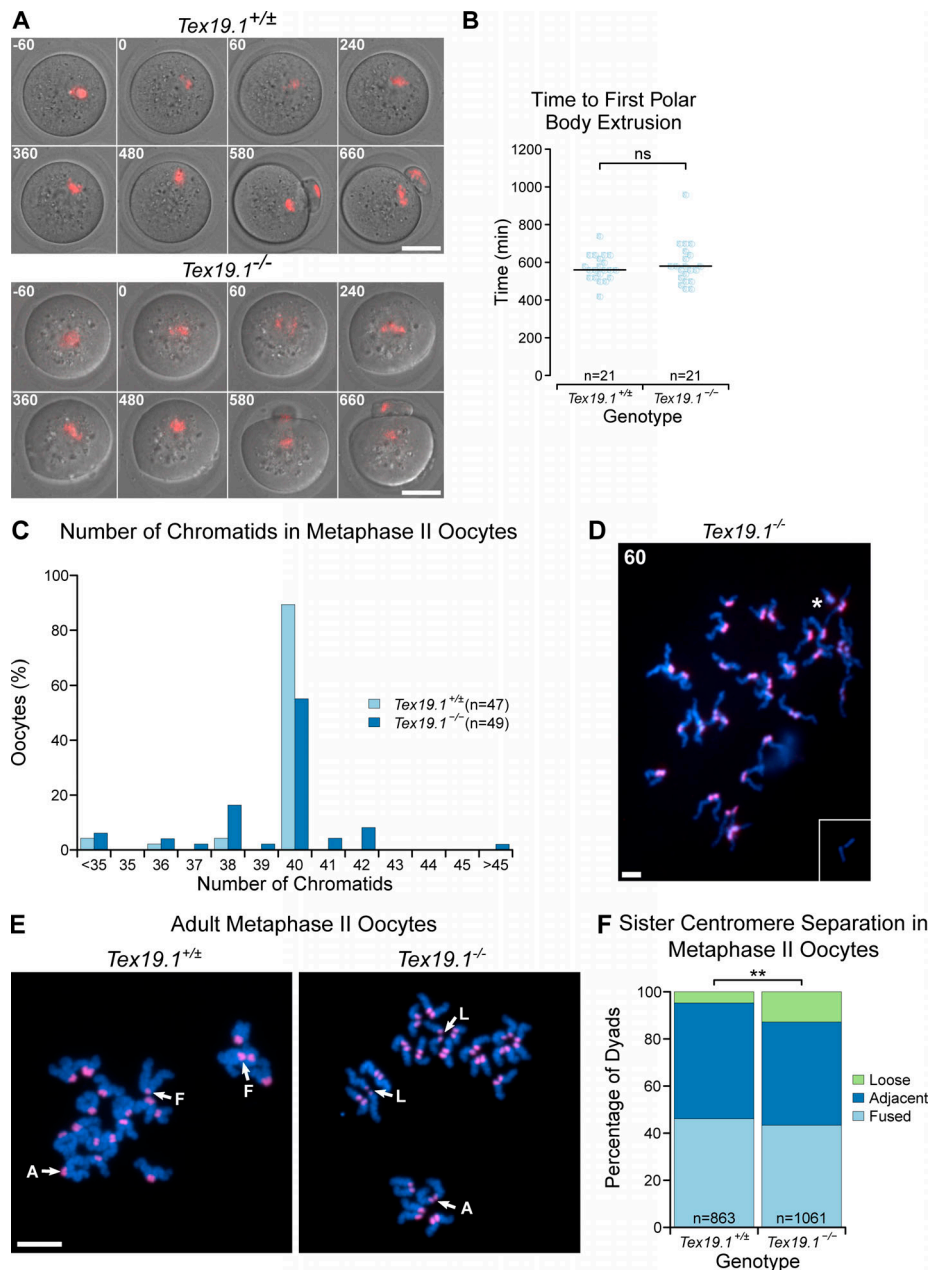 A
Tex19.1+/±
-60 0 60 240
360 480 580 660
Tex19.1-/-
-60 0 60 240
360 480 580 660
B
Time to First Polar
Body Extrusion
1200
1000
800
600
400
200
0
Time (min)
ns
n=21 n=21
Tex19.1+/± Tex19.1−/−
Genotype
C
Number of Chromatids in Metaphase II Oocytes
100
80
60
40
20
0
Oocytes (%)
Tex19.1+/± (n=47)
Tex19.1−/− (n=49)
<35 35 36 37 38 39 40 41 42 43 44 45 >45
Number of Chromatids
D
Tex19.1-/-
60
*
E
Adult Metaphase II Oocytes
Tex19.1+/±
F
F
A
Tex19.1-/-
L
L
A
F
Sister Centromere Separation in
Metaphase II Oocytes
**
100
80
60
40
20
0
Percentage of Dyads
Loose
Adjacent
Fused
n=863 n=1061
Tex19.1+/± Tex19.1−/−
Genotype